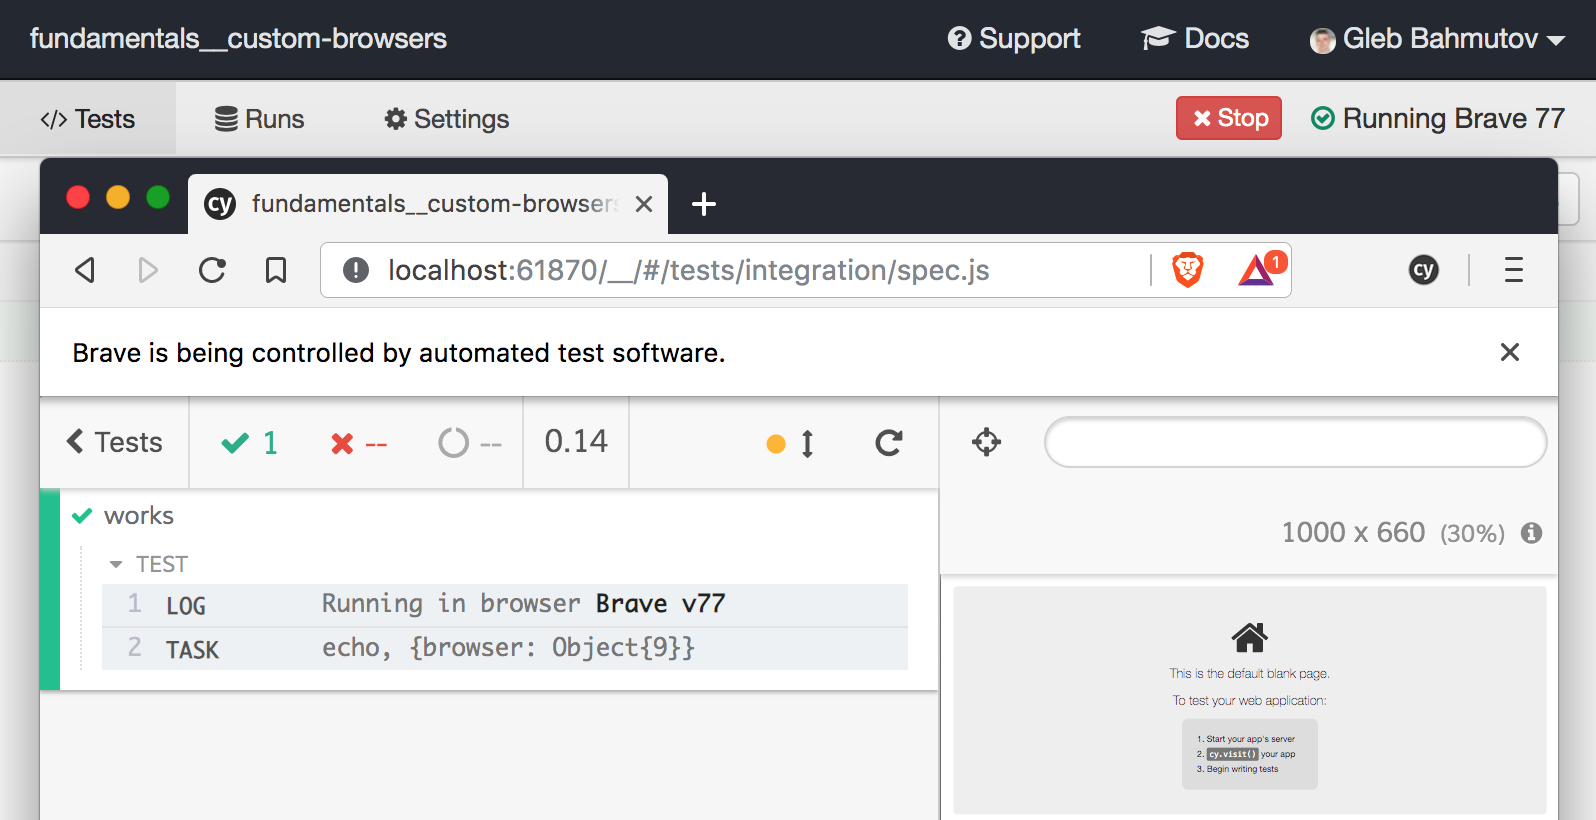 fundamentals__custom-browsers
Support
Docs
Gleb Bahmutov
</> Tests
Runs
Settings
Stop
Running Brave 77
cy
fundamentals__custom-browsers
localhost:61870/__/#/tests/integration/spec.js
1
cy
Brave is being controlled by automated test software.
Tests
1
--
--
0.14
1000 x 660 (30%)
works
TEST
1 LOG Running in browser Brave v77
2 TASK echo, {browser: Object{9}}
This is the default blank page.
To test your web application:
1. Start your app's server
2. cy.visit() your app
3. Begin writing tests